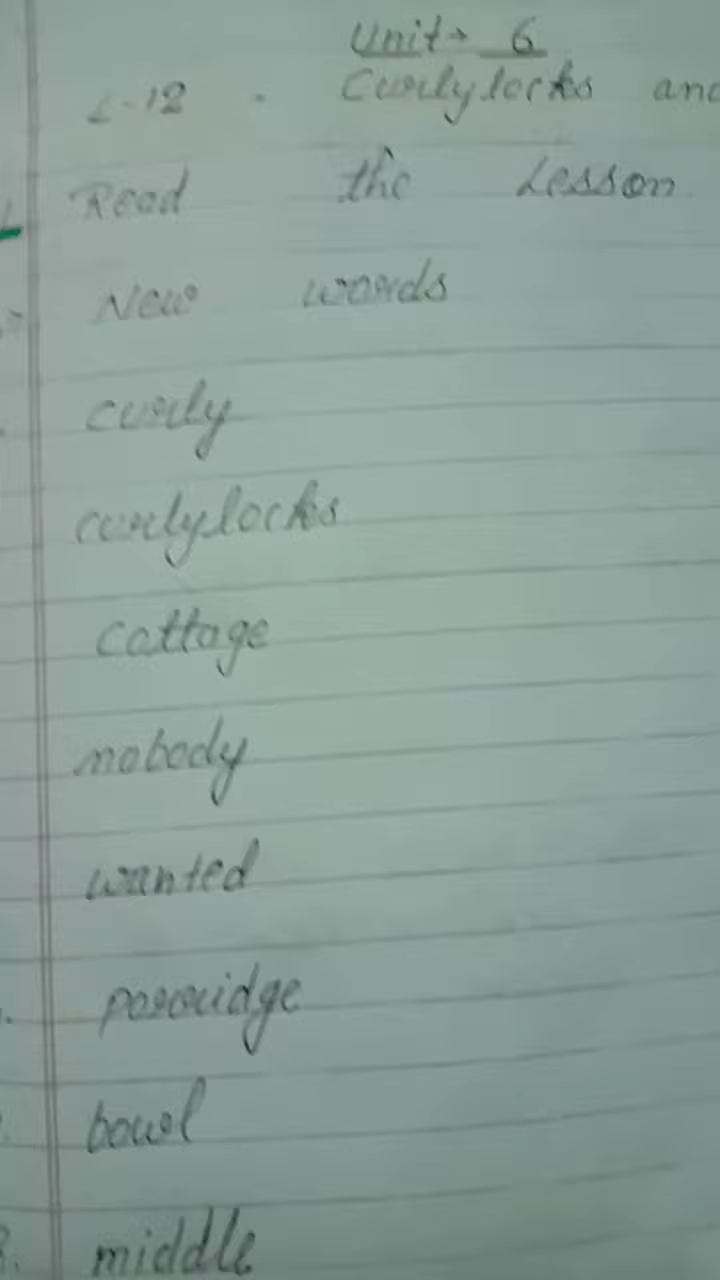 Unit → 6
L-12 - Curlylocks and
Read the Lesson
New words
curly
curlylocks
cottage
nobody
wanted
porridge
bowl
middle